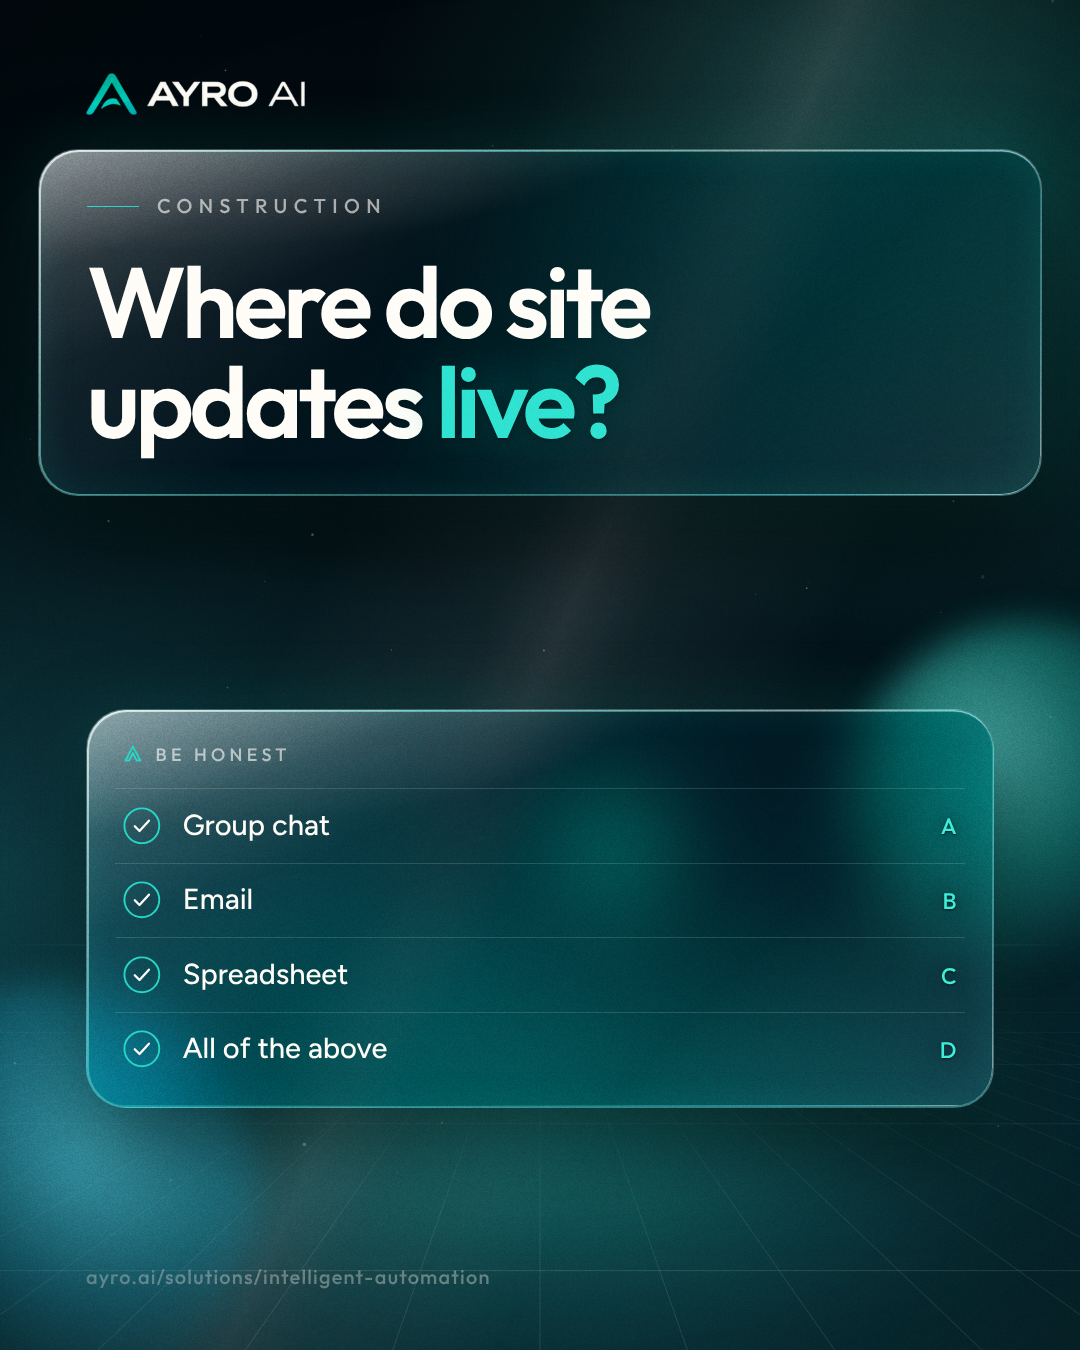 AYRO AI
CONSTRUCTION
Where do site
updates live?
BE HONEST
Group chat A
Email B
Spreadsheet C
All of the above D
ayro.ai/solutions/intelligent-automation